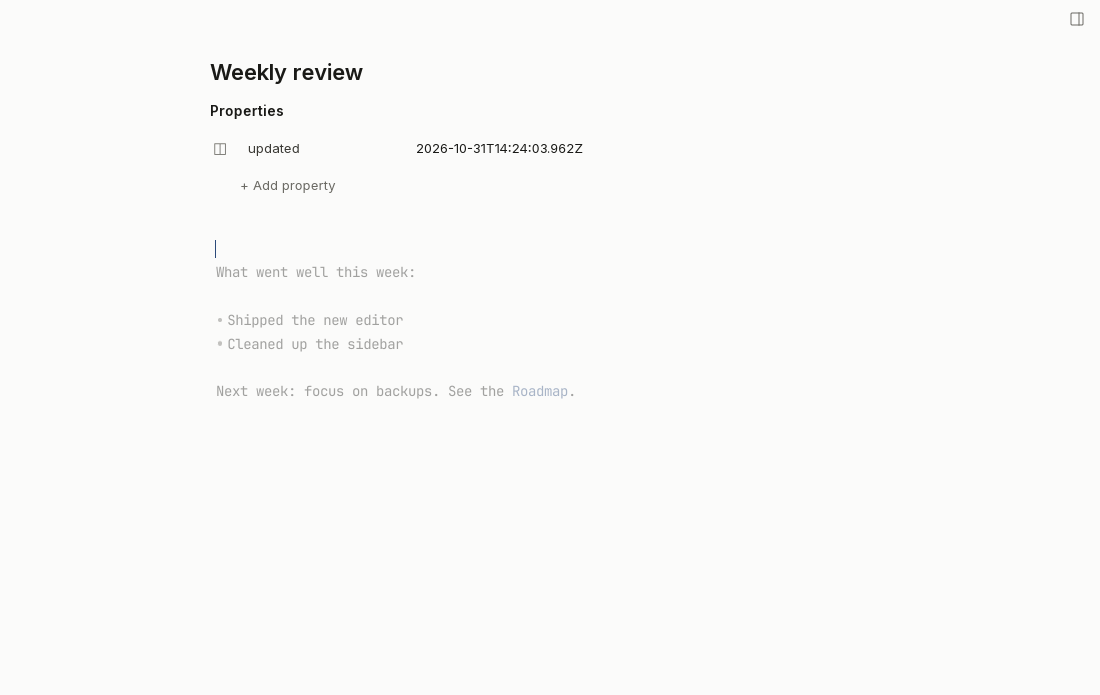 Weekly review
Properties
updated 2026-10-31T14:24:03.962Z
+ Add property
What went well this week:
• Shipped the new editor
• Cleaned up the sidebar
Next week: focus on backups. See the Roadmap.